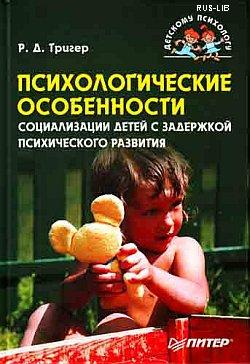 RUS-LIB
ДЕТСКОМУ ПСИХОЛОГУ
Р. Д. Тригер
ПСИХОЛОГИЧЕСКИЕ
ОСОБЕННОСТИ
СОЦИАЛИЗАЦИИ ДЕТЕЙ С ЗАДЕРЖКОЙ
ПСИХИЧЕСКОГО РАЗВИТИЯ
ПИТЕР